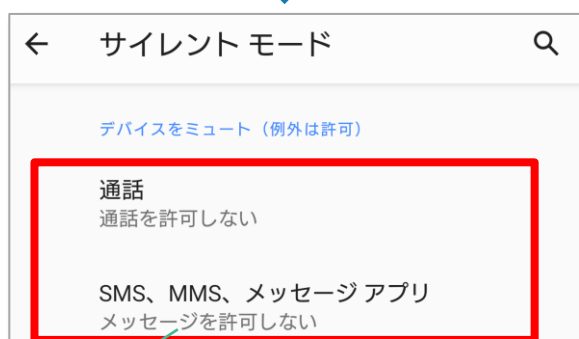 サイレント モード
デバイスをミュート（例外は許可）
通話
通話を許可しない
SMS、MMS、メッセージ アプリ
メッセージを許可しない